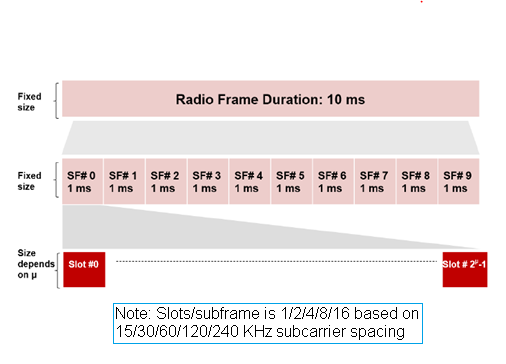 Fixed size
Radio Frame Duration: 10 ms
Fixed size
SF# 0 1 ms
SF# 1 1 ms
SF# 2 1 ms
SF# 3 1 ms
SF# 4 1 ms
SF# 5 1 ms
SF# 6 1 ms
SF# 7 1 ms
SF# 8 1 ms
SF# 9 1 ms
Size depends on μ
Slot #0
Slot # 2^μ-1
Note: Slots/subframe is 1/2/4/8/16 based on
15/30/60/120/240 KHz subcarrier spacing